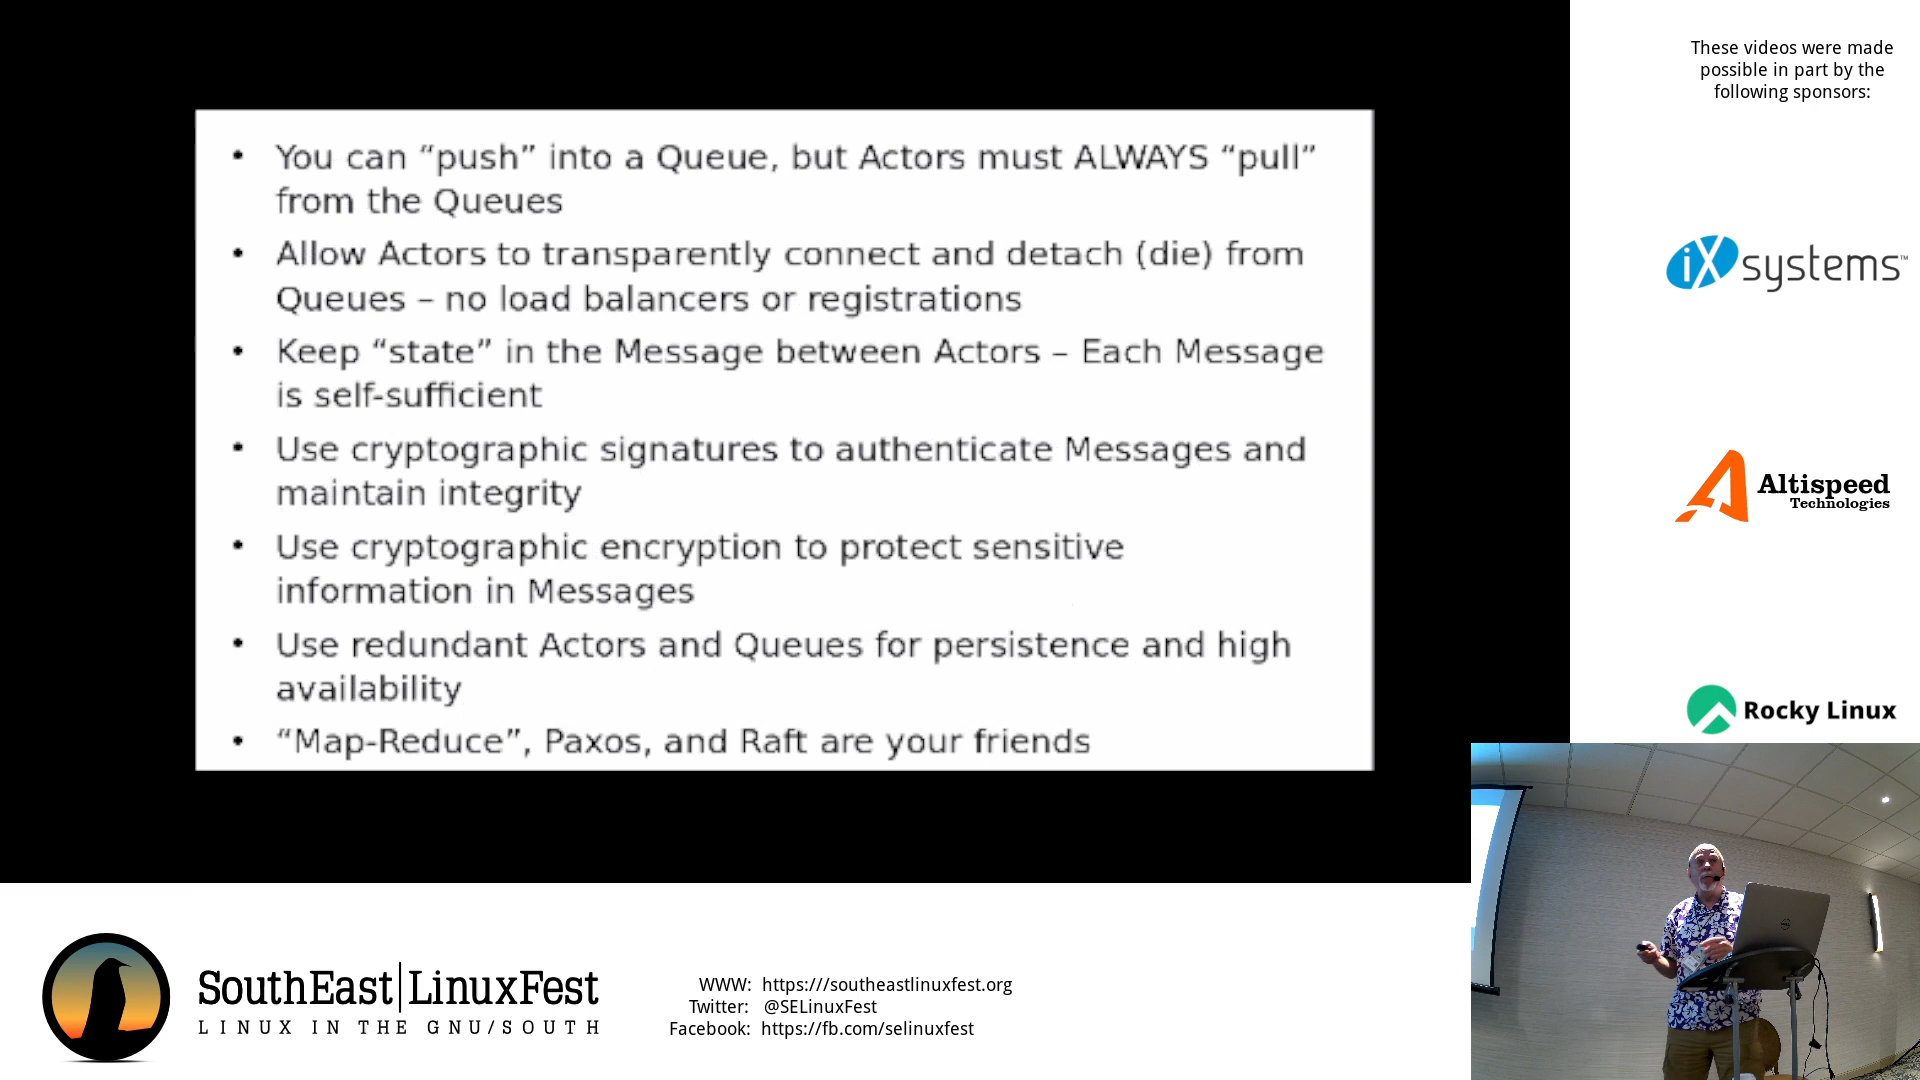 • You can “push” into a Queue, but Actors must ALWAYS “pull”
from the Queues
• Allow Actors to transparently connect and detach (die) from
Queues – no load balancers or registrations
• Keep “state” in the Message between Actors – Each Message
is self-sufficient
• Use cryptographic signatures to authenticate Messages and
maintain integrity
• Use cryptographic encryption to protect sensitive
information in Messages
• Use redundant Actors and Queues for persistence and high
availability
• “Map-Reduce”, Paxos, and Raft are your friends
These videos were made
possible in part by the
following sponsors:
iXsystems™
Altispeed
Technologies
Rocky Linux
SouthEast|LinuxFest
LINUX IN THE GNU/SOUTH
WWW: https:///southeastlinuxfest.org
Twitter: @SELinuxFest
Facebook: https://fb.com/selinuxfest